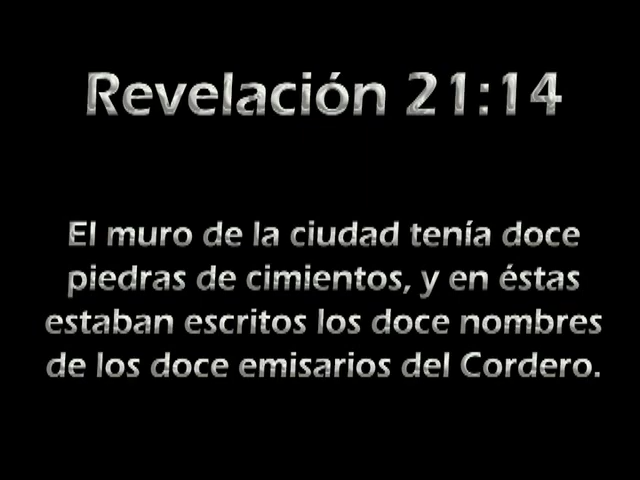 Revelación 21:14
El muro de la ciudad tenía doce
piedras de cimientos, y en éstas
estaban escritos los doce nombres
de los doce emisarios del Cordero.